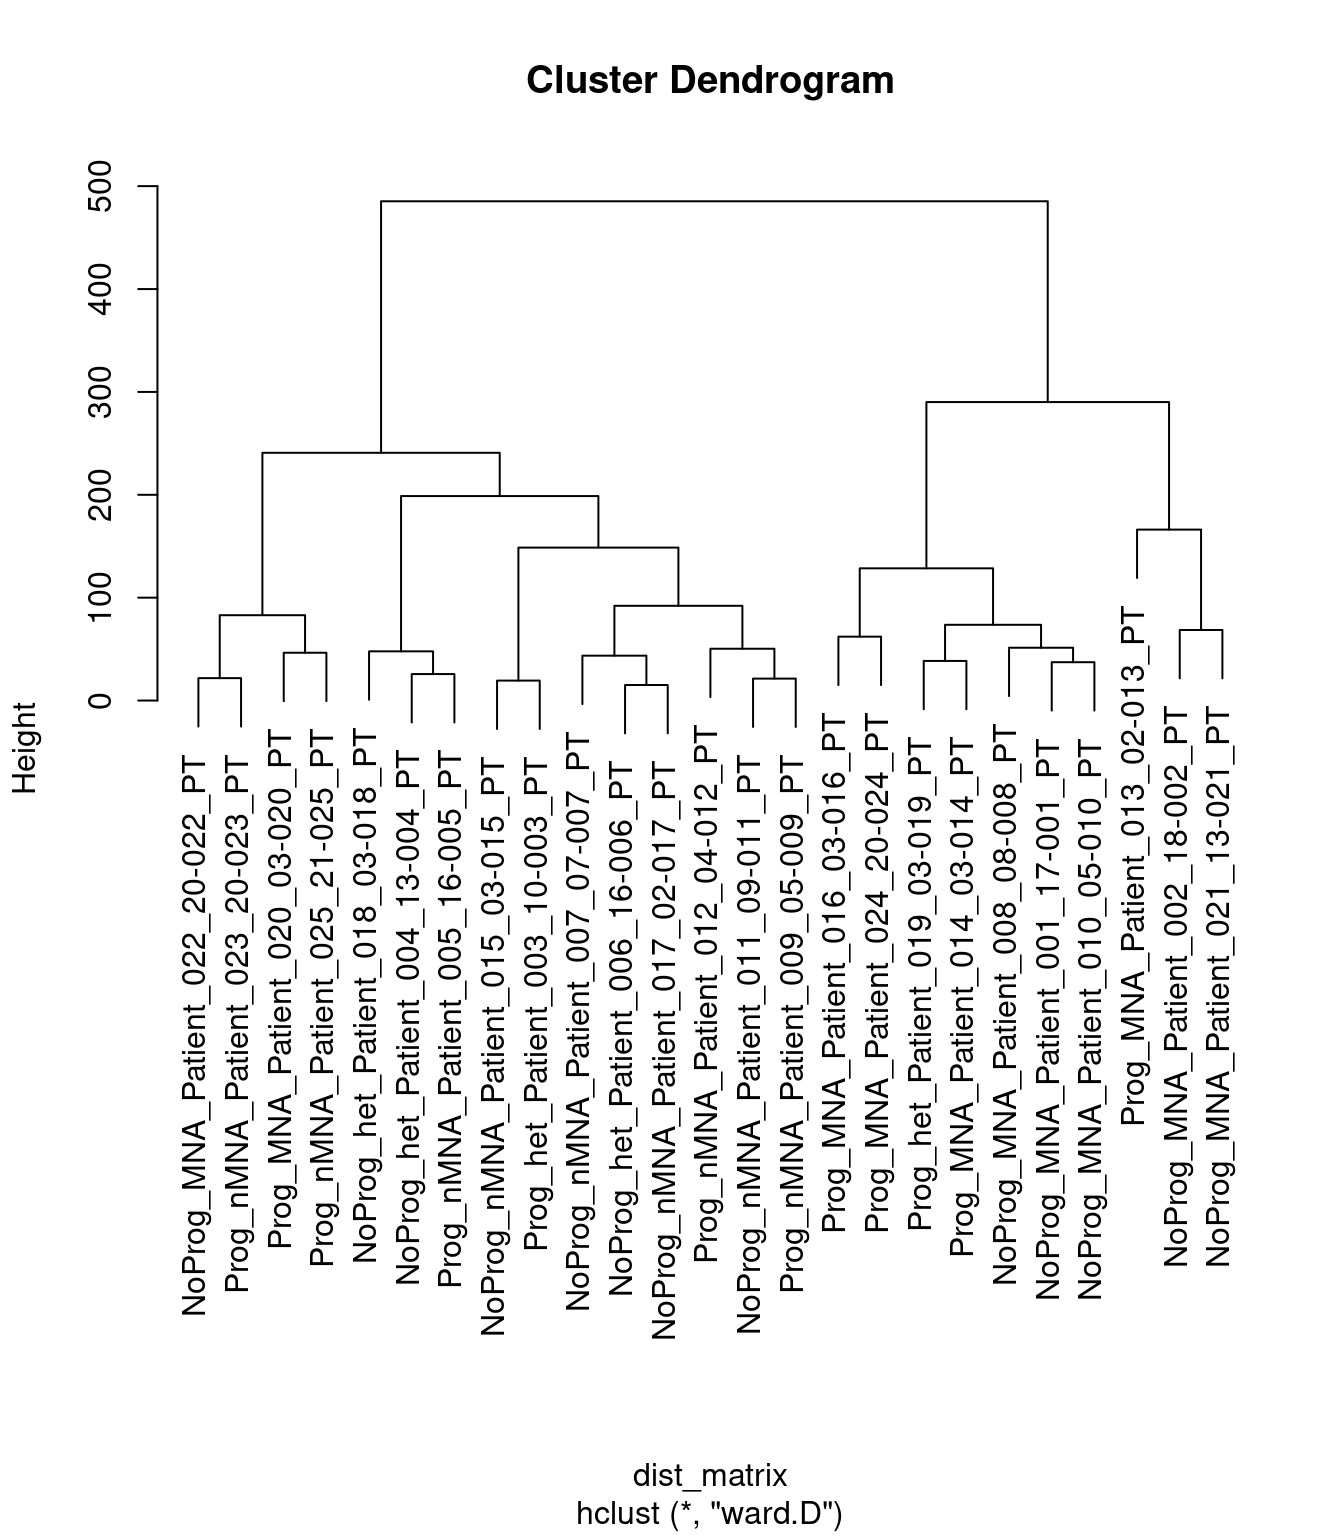 Cluster Dendrogram
Height
500
400
300
200
100
0
NoProg_MNA_Patient_022_20-022_PT
Prog_nMNA_Patient_023_20-023_PT
Prog_MNA_Patient_020_03-020_PT
Prog_nMNA_Patient_025_21-025_PT
NoProg_het_Patient_018_03-018_PT
NoProg_het_Patient_004_13-004_PT
Prog_nMNA_Patient_005_16-005_PT
NoProg_nMNA_Patient_015_03-015_PT
Prog_het_Patient_003_10-003_PT
NoProg_nMNA_Patient_007_07-007_PT
NoProg_het_Patient_006_16-006_PT
NoProg_nMNA_Patient_017_02-017_PT
Prog_nMNA_Patient_012_04-012_PT
NoProg_nMNA_Patient_011_09-011_PT
Prog_nMNA_Patient_009_05-009_PT
Prog_MNA_Patient_016_03-016_PT
Prog_MNA_Patient_024_20-024_PT
Prog_het_Patient_019_03-019_PT
Prog_MNA_Patient_014_03-014_PT
NoProg_MNA_Patient_008_08-008_PT
NoProg_MNA_Patient_001_17-001_PT
NoProg_MNA_Patient_010_05-010_PT
Prog_MNA_Patient_013_02-013_PT
NoProg_MNA_Patient_002_18-002_PT
NoProg_MNA_Patient_021_13-021_PT
dist_matrix
hclust (*, "ward.D")